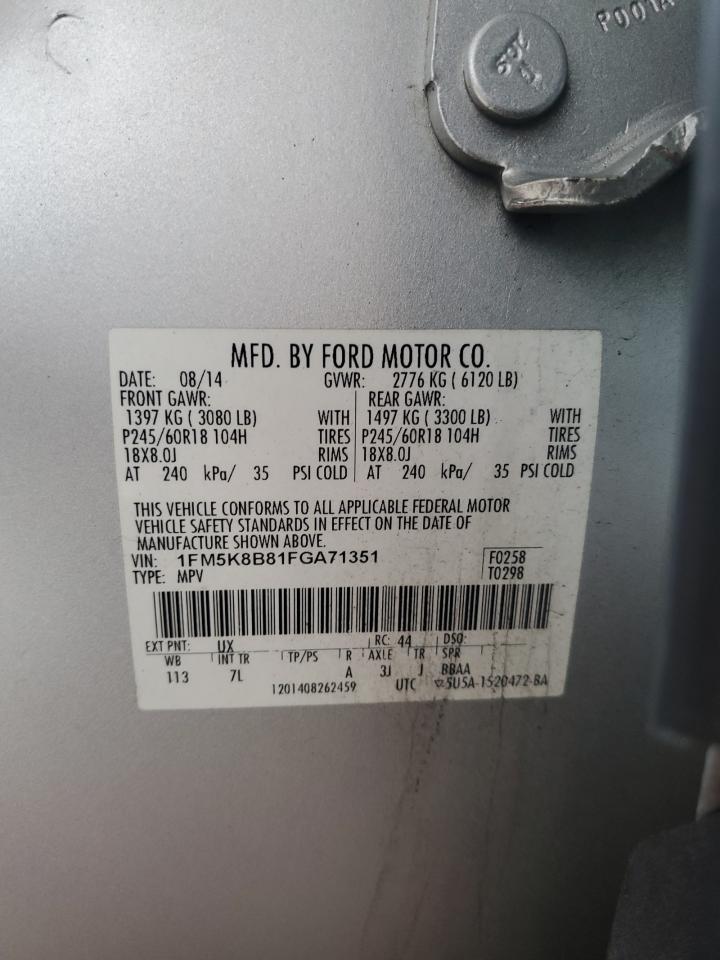 P001A
MFD. BY FORD MOTOR CO.
DATE: 08/14 GVWR: 2776 KG ( 6120 LB)
FRONT GAWR: REAR GAWR:
1397 KG ( 3080 LB) WITH 1497 KG ( 3300 LB) WITH
P245/60R18 104H TIRES P245/60R18 104H TIRES
18X8.0J RIMS 18X8.0J RIMS
AT 240 kPa/ 35 PSI COLD AT 240 kPa/ 35 PSI COLD
THIS VEHICLE CONFORMS TO ALL APPLICABLE FEDERAL MOTOR
VEHICLE SAFETY STANDARDS IN EFFECT ON THE DATE OF
MANUFACTURE SHOWN ABOVE.
VIN: 1FM5K8B81FGA71351 F0258
TYPE: MPV T0298
EXT PNT: UX RC: 44 DSO:
WB INT TR TP/PS R AXLE TR SPR
113 7L A 3J J BBAA
1201408262459 UTC 5U5A-1520472-BA